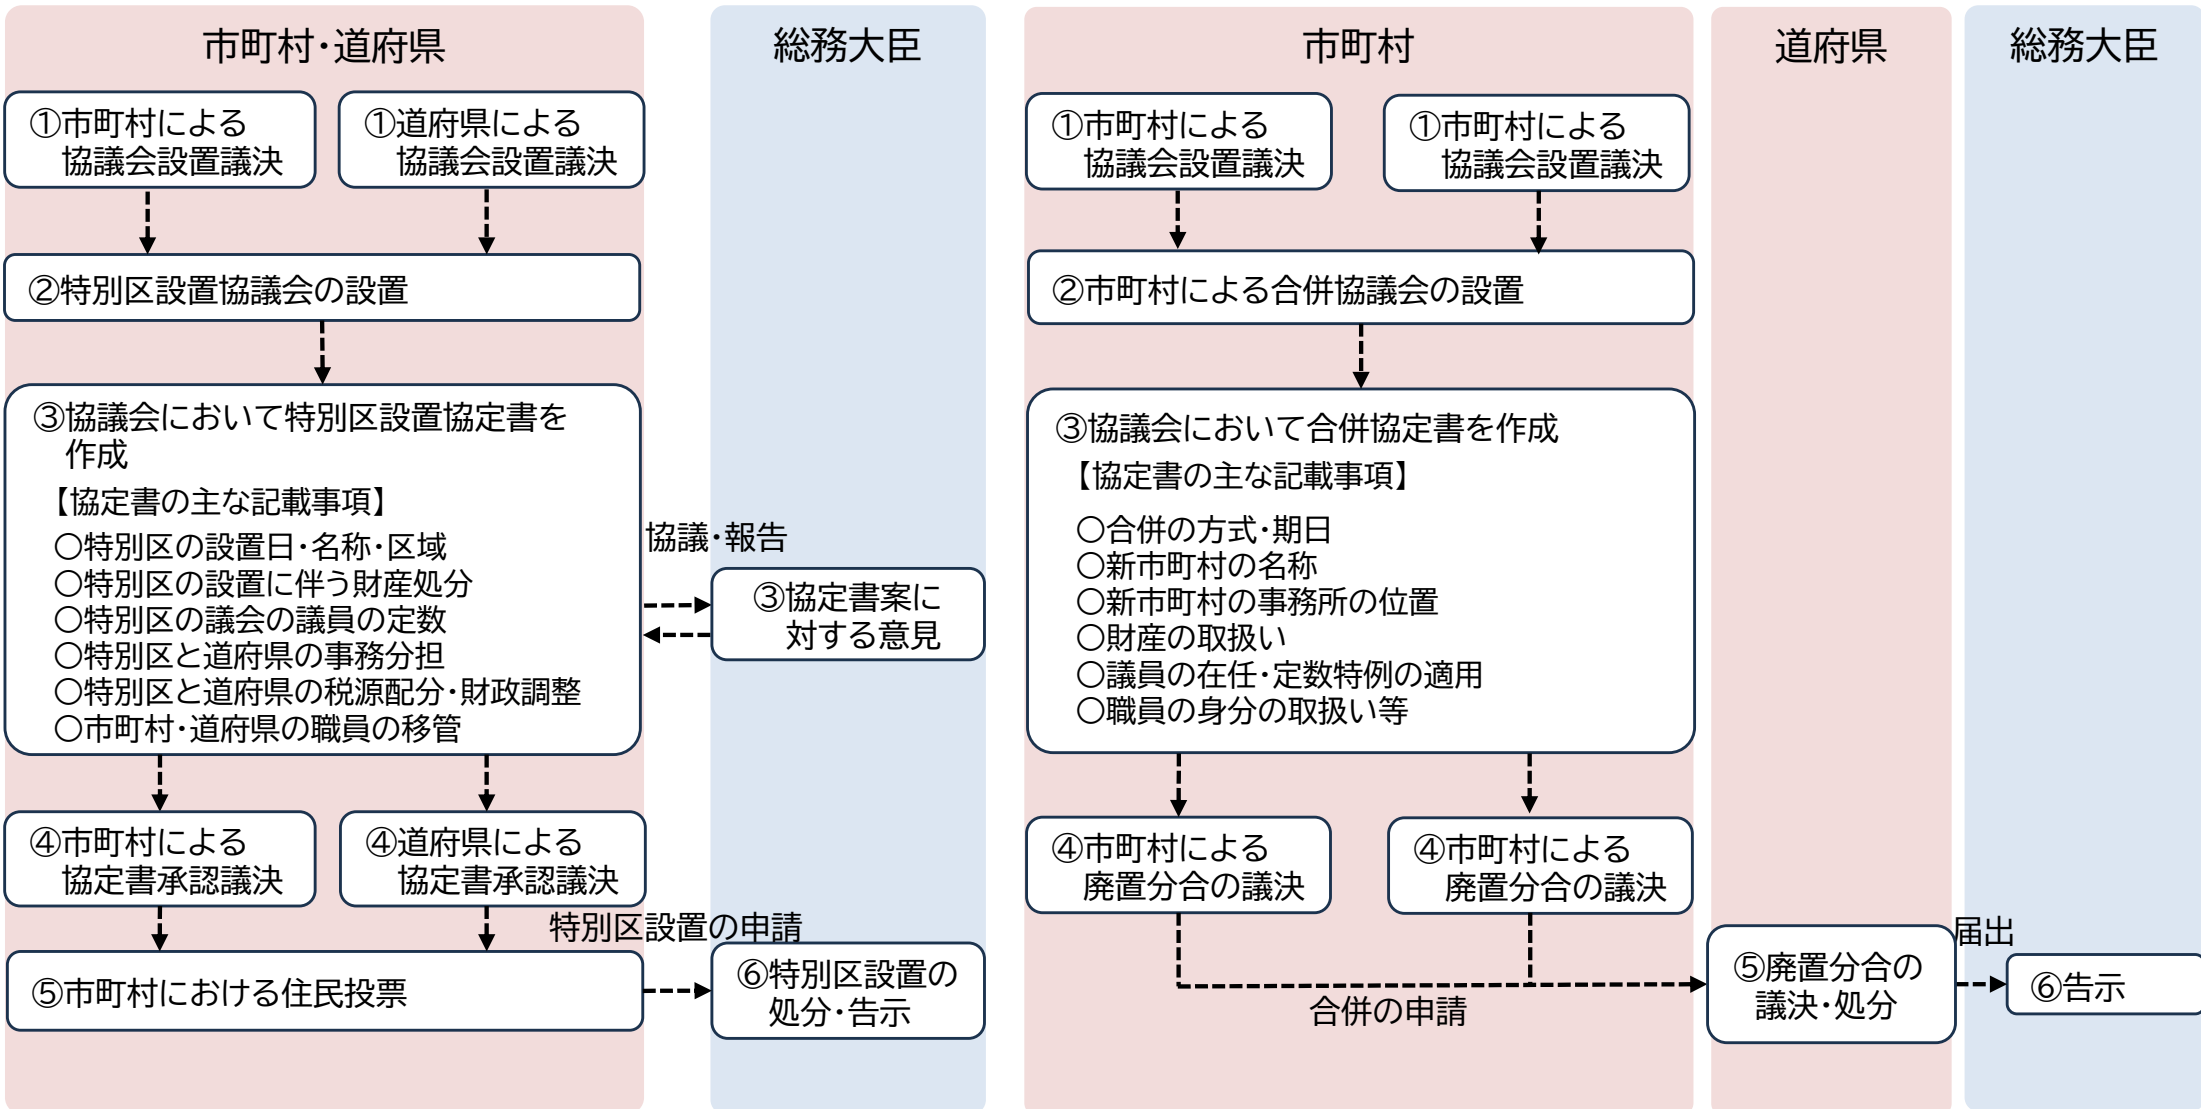 市町村・道府県
総務大臣
①市町村による
協議会設置議決
①道府県による
協議会設置議決
②特別区設置協議会の設置
③協議会において特別区設置協定書を
作成
【協定書の主な記載事項】
〇特別区の設置日・名称・区域
〇特別区の設置に伴う財産処分
〇特別区の議会の議員の定数
〇特別区と道府県の事務分担
〇特別区と道府県の税源配分・財政調整
〇市町村・道府県の職員の移管
協議・報告
③協定書案に
対する意見
④市町村による
協定書承認議決
④道府県による
協定書承認議決
特別区設置の申請
⑤市町村における住民投票
⑥特別区設置の
処分・告示
市町村
道府県
総務大臣
①市町村による
協議会設置議決
①市町村による
協議会設置議決
②市町村による合併協議会の設置
③協議会において合併協定書を作成
【協定書の主な記載事項】
〇合併の方式・期日
〇新市町村の名称
〇新市町村の事務所の位置
〇財産の取扱い
〇議員の在任・定数特例の適用
〇職員の身分の取扱い等
④市町村による
廃置分合の議決
④市町村による
廃置分合の議決
合併の申請
⑤廃置分合の
議決・処分
届出
⑥告示